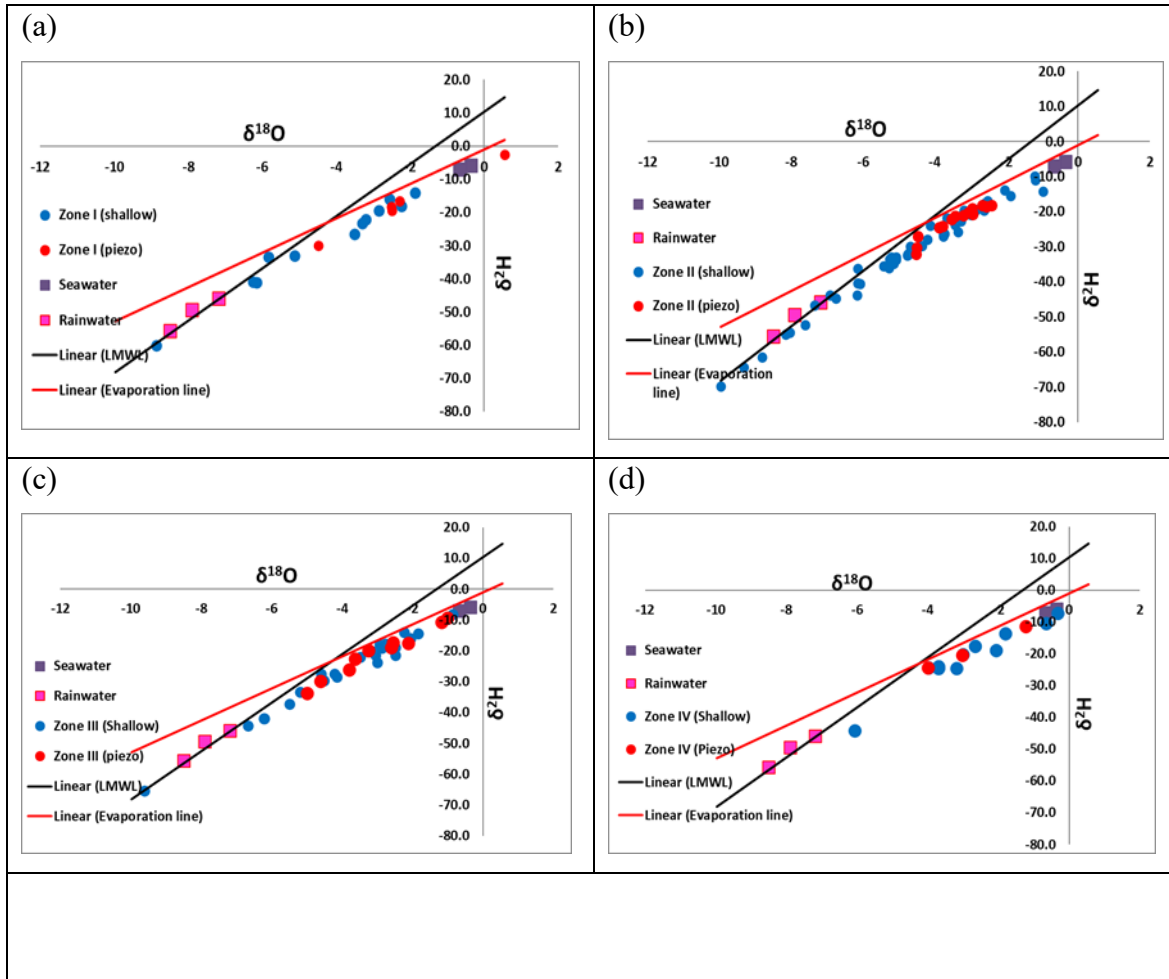 (a)
20.0
δ¹⁸O
0.0
-12
-10
-8
-6
-4
-2
0
2
-10.0
-20.0
-30.0
-40.0
-50.0
-60.0
-70.0
-80.0
δ²H
Zone I (shallow)
Zone I (piezo)
Seawater
Rainwater
Linear (LMWL)
Linear (Evaporation line)
(b)
20.0
10.0
δ¹⁸O
0.0
-12
-10
-8
-6
-4
-2
0
2
-10.0
-20.0
-30.0
-40.0
-50.0
-60.0
-70.0
-80.0
δ²H
Seawater
Rainwater
Zone II (shallow)
Zone II (piezo)
Linear (LMWL)
Linear (Evaporation
line)
(c)
20.0
10.0
δ¹⁸O
0.0
-12
-10
-8
-6
-4
-2
0
2
-10.0
-20.0
-30.0
-40.0
-50.0
-60.0
-70.0
-80.0
δ²H
Seawater
Rainwater
Zone III (Shallow)
Zone III (piezo)
Linear (LMWL)
Linear (Evaporation line)
(d)
20.0
10.0
δ¹⁸O
0.0
-12
-10
-8
-6
-4
-2
0
2
-10.0
-20.0
-30.0
-40.0
-50.0
-60.0
-70.0
-80.0
δ²H
Seawater
Rainwater
Zone IV (Shallow)
Zone IV (Piezo)
Linear (LMWL)
Linear (Evaporation line)